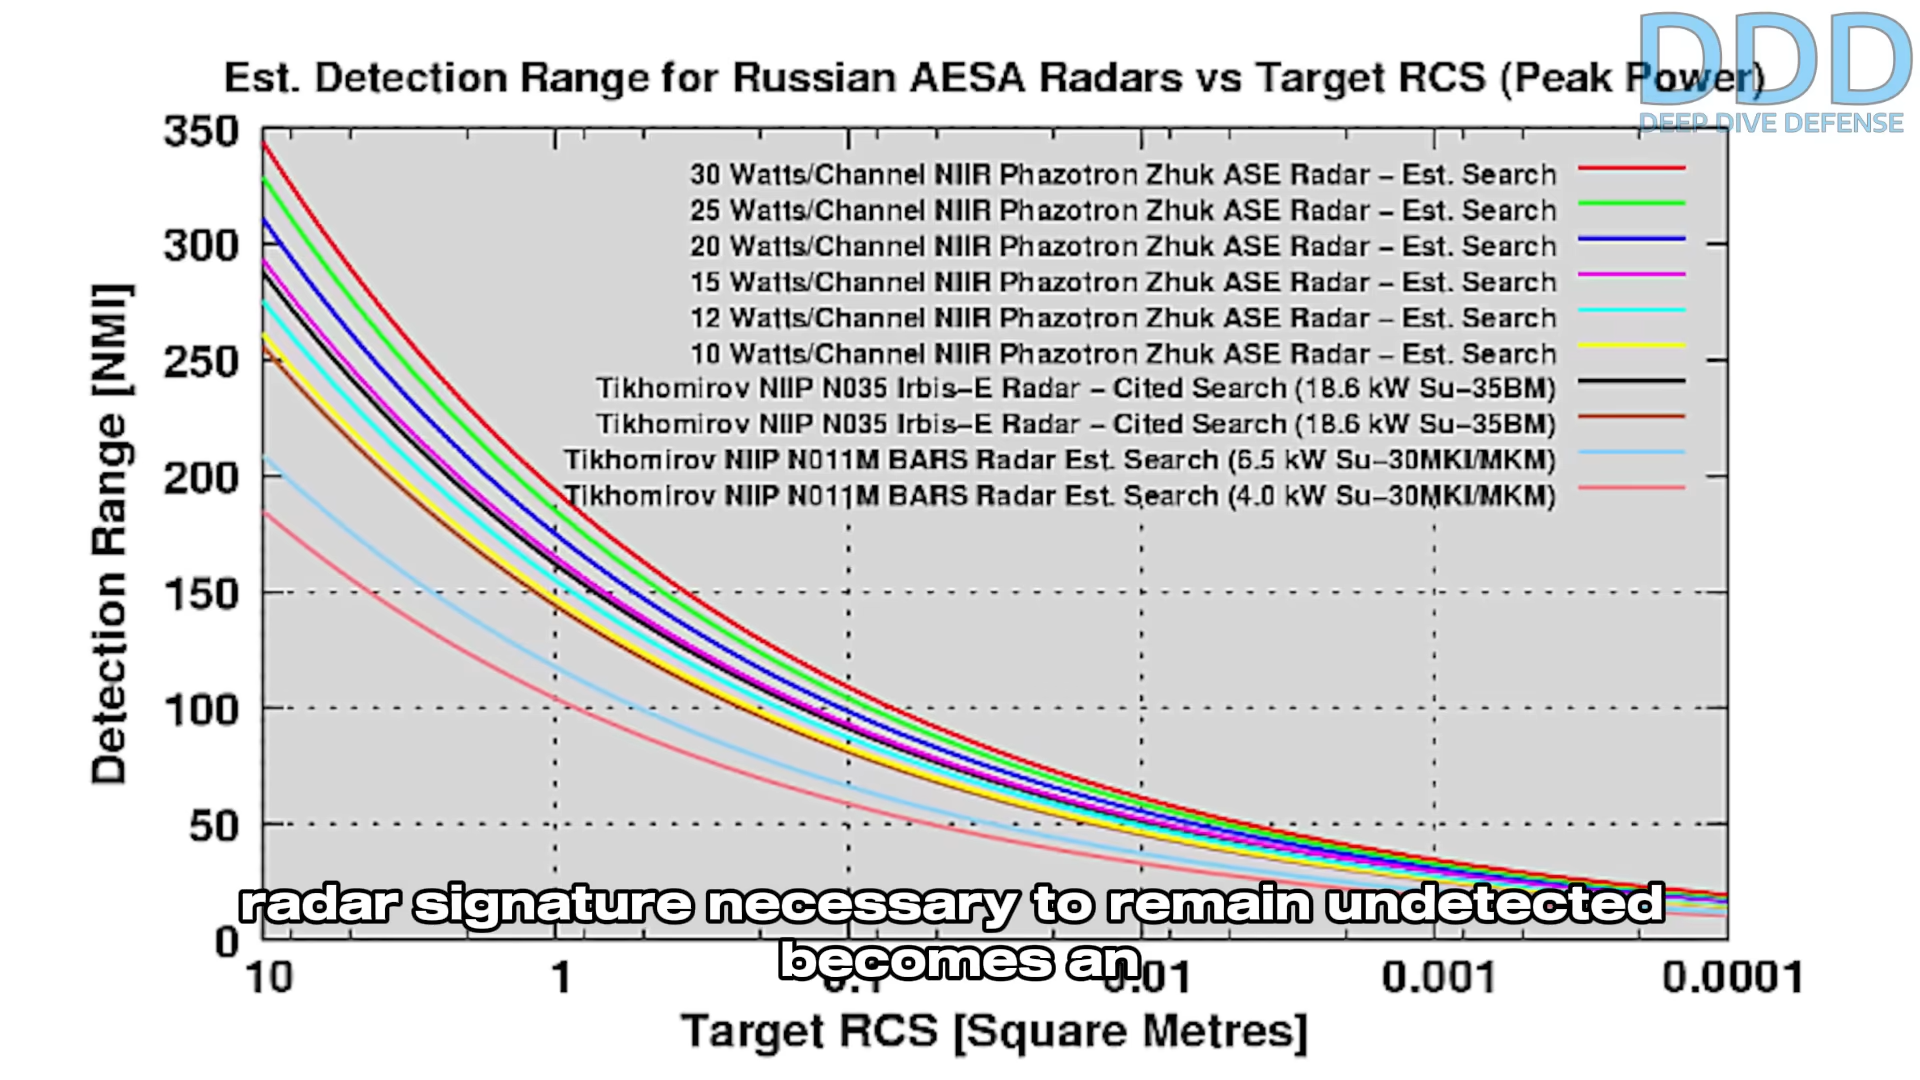 DDD
DEEP DIVE DEFENSE
Est. Detection Range for Russian AESA Radars vs Target RCS (Peak Power)
350
300
250
200
150
100
50
0
Detection Range [NMI]
30 Watts/Channel NIIR Phazotron Zhuk ASE Radar – Est. Search
25 Watts/Channel NIIR Phazotron Zhuk ASE Radar – Est. Search
20 Watts/Channel NIIR Phazotron Zhuk ASE Radar – Est. Search
15 Watts/Channel NIIR Phazotron Zhuk ASE Radar – Est. Search
12 Watts/Channel NIIR Phazotron Zhuk ASE Radar – Est. Search
10 Watts/Channel NIIR Phazotron Zhuk ASE Radar – Est. Search
Tikhomirov NIIP N035 Irbis–E Radar – Cited Search (18.6 kW Su–35BM)
Tikhomirov NIIP N035 Irbis–E Radar – Cited Search (18.6 kW Su–35BM)
Tikhomirov NIIP N011M BARS Radar Est. Search (6.5 kW Su–30MKI/MKM)
Tikhomirov NIIP N011M BARS Radar Est. Search (4.0 kW Su–30MKI/MKM)
radar signature necessary to remain undetected
becomes an
10 1 0.1 0.01 0.001 0.0001
Target RCS [Square Metres]